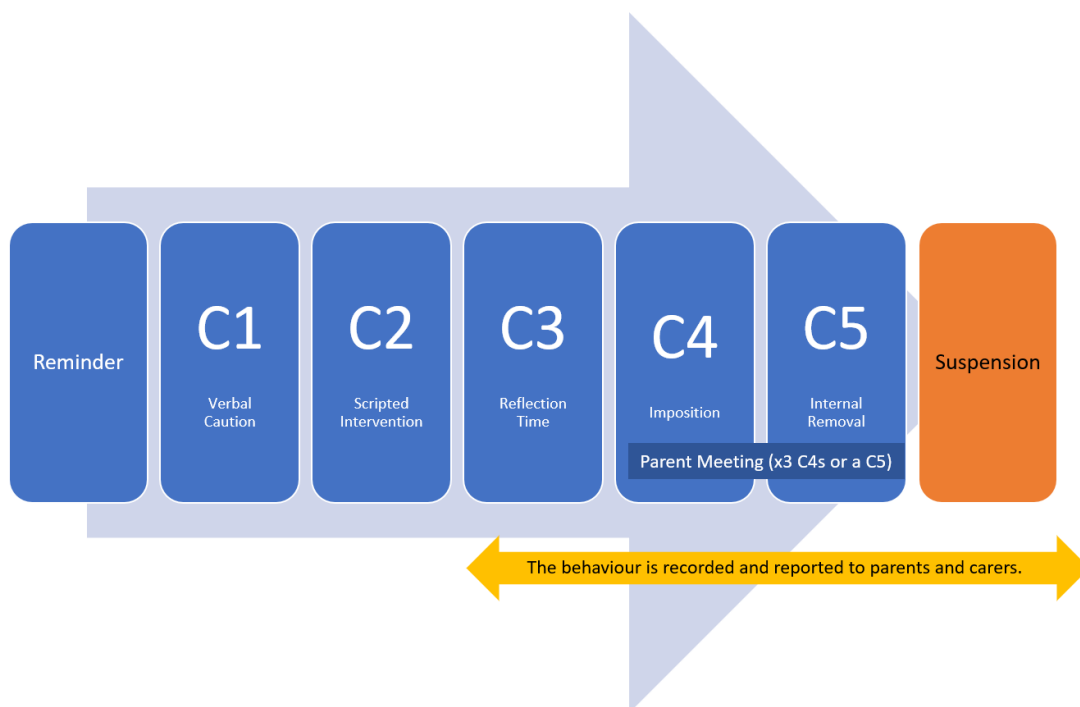 Reminder
C1
Verbal
Caution
C2
Scripted
Intervention
C3
Reflection
Time
C4
Imposition
C5
Internal
Removal
Parent Meeting (x3 C4s or a C5)
Suspension
The behaviour is recorded and reported to parents and carers.